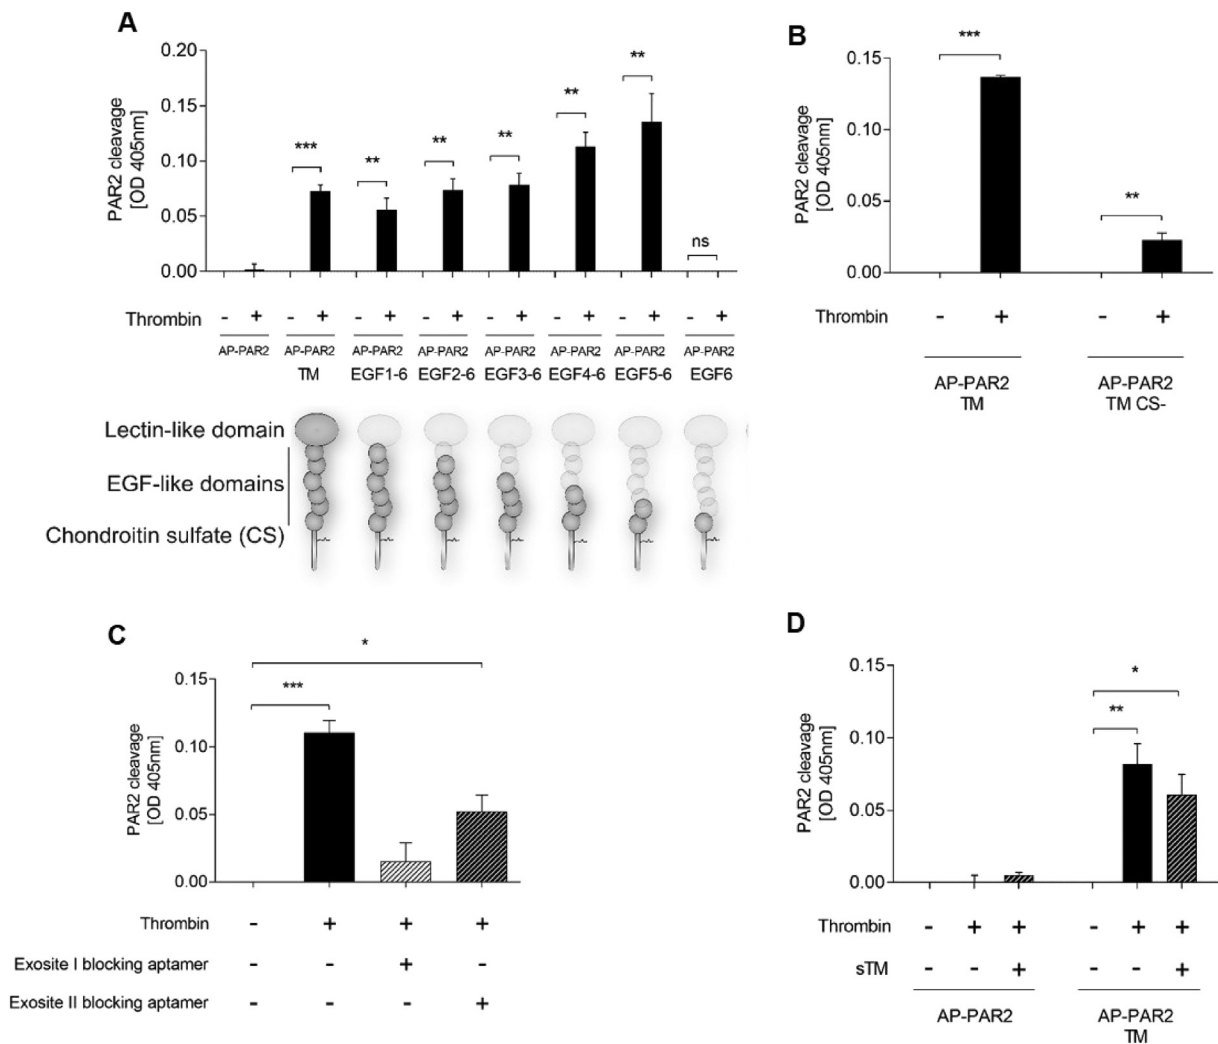 A
PAR2 cleavage
[OD 405nm]
0.20
0.15
0.10
0.05
0.00
***
**
**
**
**
**
ns
Thrombin - + - + - + - + - + - + - + - +
AP-PAR2 AP-PAR2 AP-PAR2 AP-PAR2 AP-PAR2 AP-PAR2 AP-PAR2 AP-PAR2
TM EGF1-6 EGF2-6 EGF3-6 EGF4-6 EGF5-6 EGF6
Lectin-like domain
EGF-like domains
Chondroitin sulfate (CS)
B
PAR2 cleavage
[OD 405nm]
0.15
0.10
0.05
0.00
***
**
Thrombin - + - +
AP-PAR2 AP-PAR2
TM TM CS-
C
PAR2 cleavage
[OD 405nm]
0.15
0.10
0.05
0.00
*
***
Thrombin - + + +
Exosite I blocking aptamer - - + -
Exosite II blocking aptamer - - - +
D
PAR2 cleavage
[OD 405nm]
0.15
0.10
0.05
0.00
*
**
Thrombin - + + - + +
sTM - - + - - +
AP-PAR2 AP-PAR2
TM